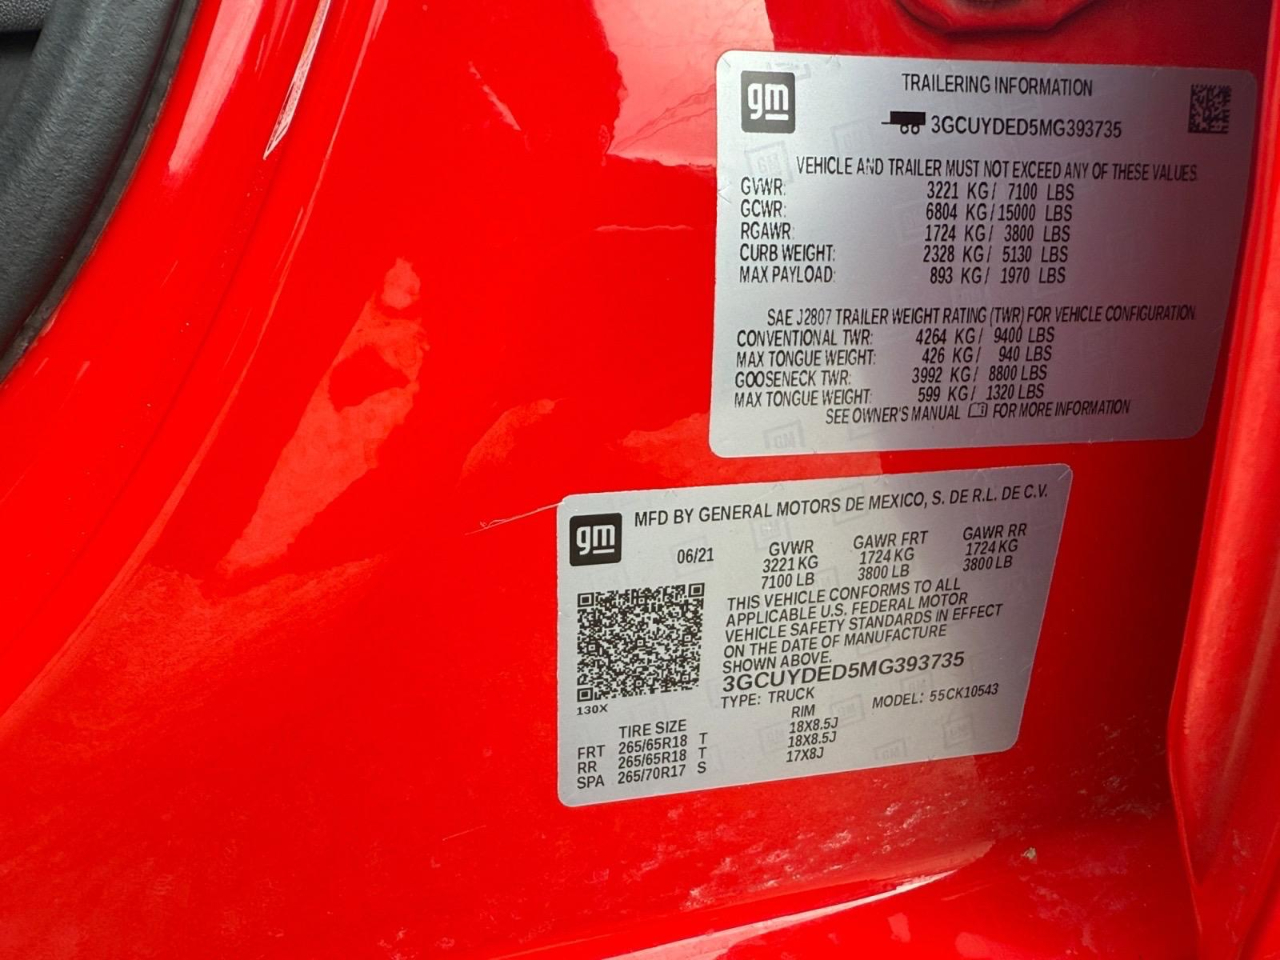 gm
TRAILERING INFORMATION
3GCUYDED5MG393735
VEHICLE AND TRAILER MUST NOT EXCEED ANY OF THESE VALUES.
GVWR: 3221 KG/ 7100 LBS
GCWR: 6804 KG/15000 LBS
RGAWR: 1724 KG/ 3800 LBS
CURB WEIGHT: 2328 KG/ 5130 LBS
MAX PAYLOAD: 893 KG/ 1970 LBS
SAE J2807 TRAILER WEIGHT RATING (TWR) FOR VEHICLE CONFIGURATION
CONVENTIONAL TWR: 4264 KG/ 9400 LBS
MAX TONGUE WEIGHT: 426 KG/ 940 LBS
GOOSENECK TWR: 3992 KG/ 8800 LBS
MAX TONGUE WEIGHT: 599 KG/ 1320 LBS
SEE OWNER'S MANUAL FOR MORE INFORMATION
gm
MFD BY GENERAL MOTORS DE MEXICO, S. DE R.L. DE C.V.
06/21 GVWR GAWR FRT GAWR RR
3221 KG 1724 KG 1724 KG
7100 LB 3800 LB 3800 LB
THIS VEHICLE CONFORMS TO ALL
APPLICABLE U.S. FEDERAL MOTOR
VEHICLE SAFETY STANDARDS IN EFFECT
ON THE DATE OF MANUFACTURE
SHOWN ABOVE.
3GCUYDED5MG393735
TYPE: TRUCK MODEL: 55CK10543
130X
TIRE SIZE RIM
FRT 265/65R18 T 18X8.5J
RR 265/65R18 T 18X8.5J
SPA 265/70R17 S 17X8J